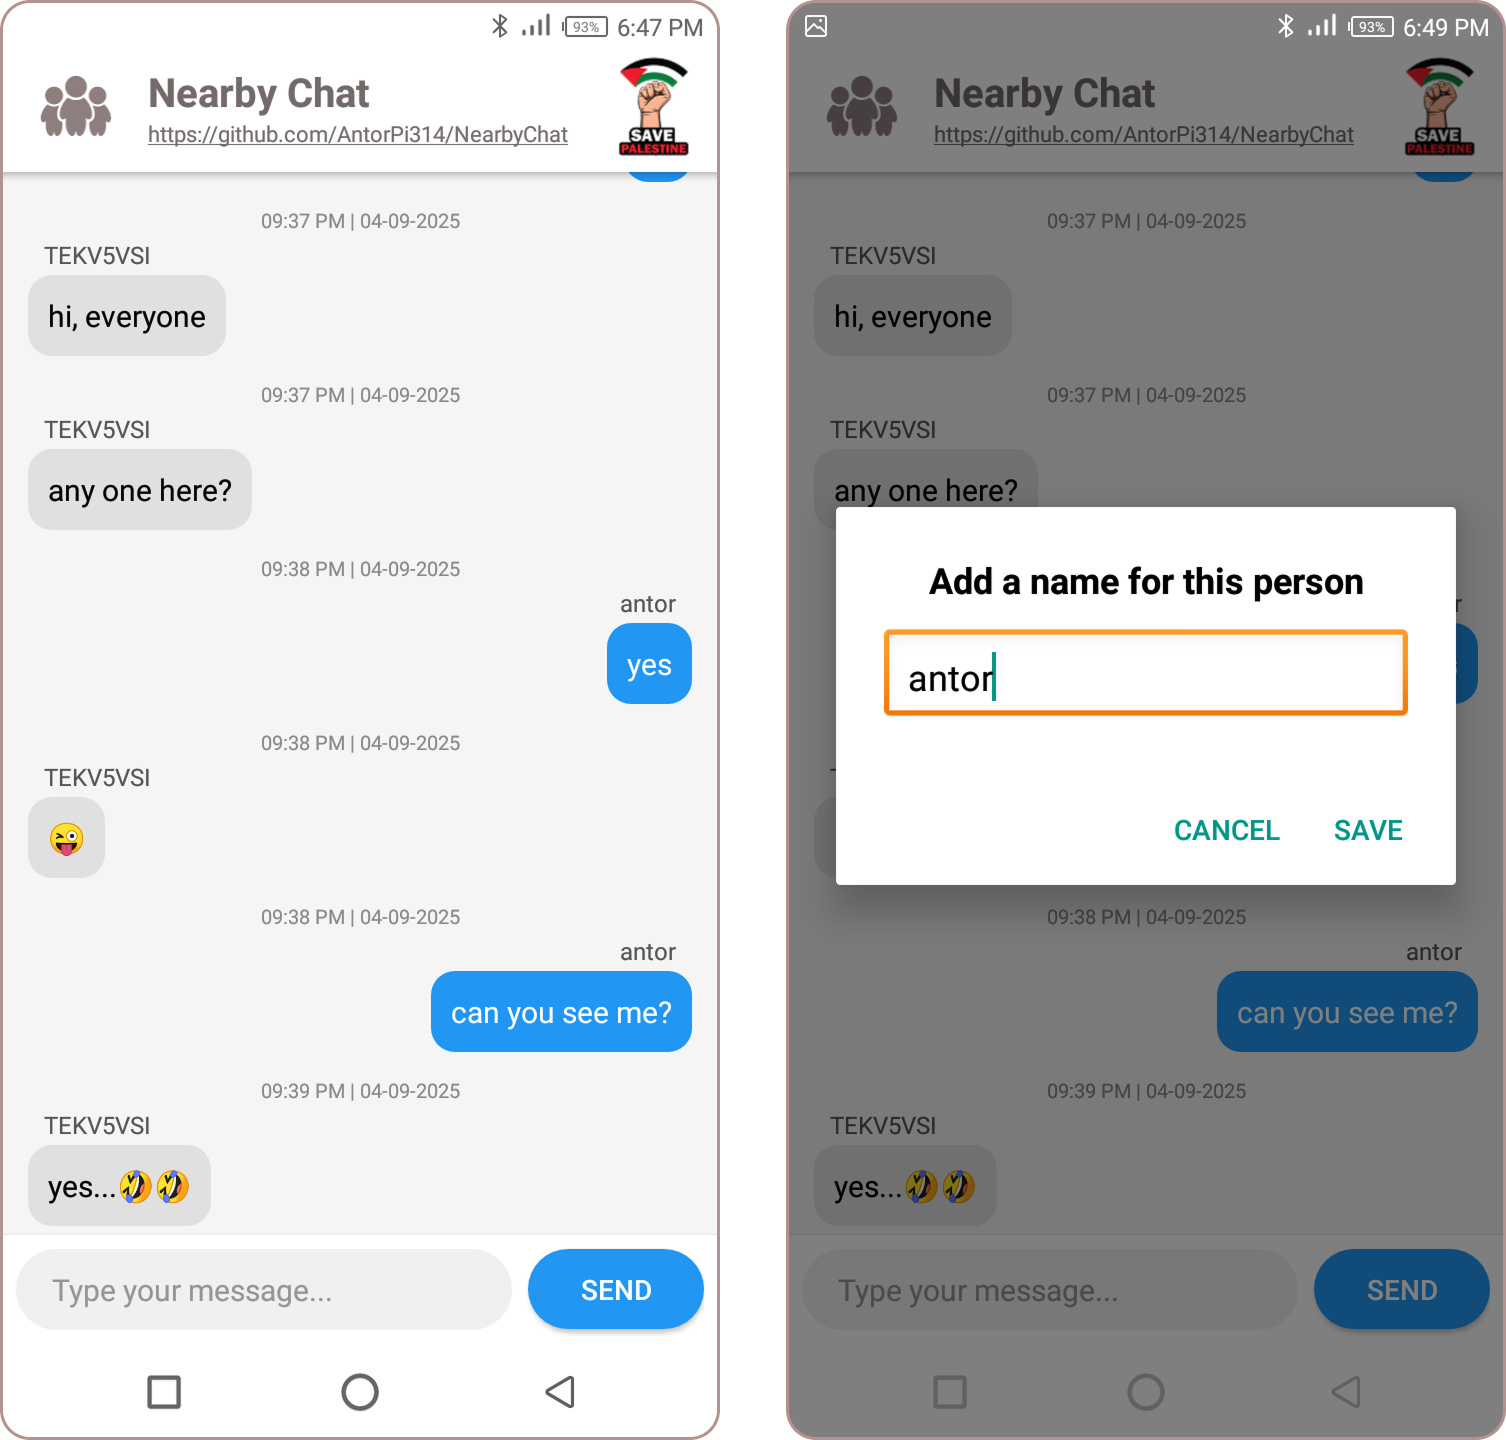 93% 6:47 PM
Nearby Chat
https://github.com/AntorPi314/NearbyChat
SAVE
PALESTINE
09:37 PM | 04-09-2025
TEKV5VSI
hi, everyone
09:37 PM | 04-09-2025
TEKV5VSI
any one here?
09:38 PM | 04-09-2025
antor
yes
09:38 PM | 04-09-2025
TEKV5VSI
😜
09:38 PM | 04-09-2025
antor
can you see me?
09:39 PM | 04-09-2025
TEKV5VSI
yes...🤣🤣
Type your message...
SEND
93% 6:49 PM
Nearby Chat
https://github.com/AntorPi314/NearbyChat
SAVE
PALESTINE
09:37 PM | 04-09-2025
TEKV5VSI
hi, everyone
09:37 PM | 04-09-2025
TEKV5VSI
any one here?
Add a name for this person
antor
CANCEL SAVE
09:38 PM | 04-09-2025
antor
can you see me?
09:39 PM | 04-09-2025
TEKV5VSI
yes...🤣🤣
Type your message...
SEND